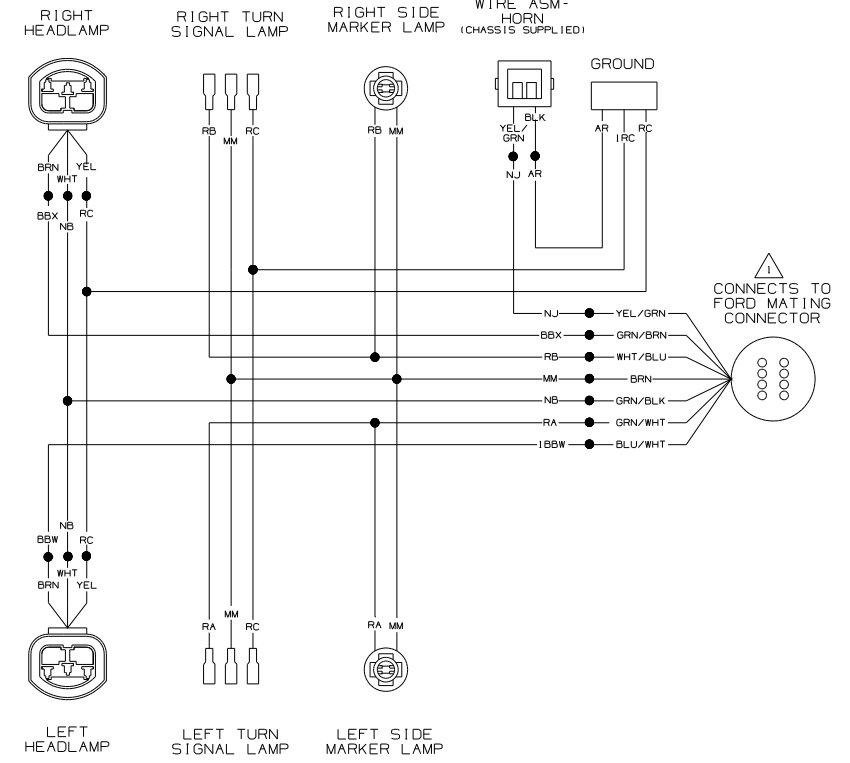 RIGHT
HEADLAMP
RIGHT TURN
SIGNAL LAMP
RIGHT SIDE
MARKER LAMP
WIRE ASM-
HORN
(CHASSIS SUPPLIED)
GROUND
RB
MM
RC
RB
MM
YEL/
GRN
BLK
AR
1RC
RC
BRN
WHT
YEL
NJ
AR
BBX
NB
RC
1
CONNECTS TO
FORD MATING
CONNECTOR
NJ YEL/GRN
BBX GRN/BRN
RB WHT/BLU
MM BRN
NB GRN/BLK
RA GRN/WHT
1BBW BLU/WHT
BBW
NB
RC
BRN
WHT
YEL
RA
MM
RC
RA
MM
LEFT
HEADLAMP
LEFT TURN
SIGNAL LAMP
LEFT SIDE
MARKER LAMP